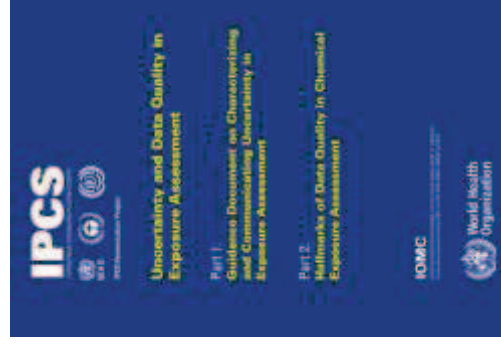 IPCS
Uncertainty and Data Quality in
Exposure Assessment
Part 1:
Guidance Document on Characterizing
and Communicating Uncertainty in
Exposure Assessment
Part 2:
Hallmarks of Data Quality in Chemical
Exposure Assessment
IOMC
World Health
Organization